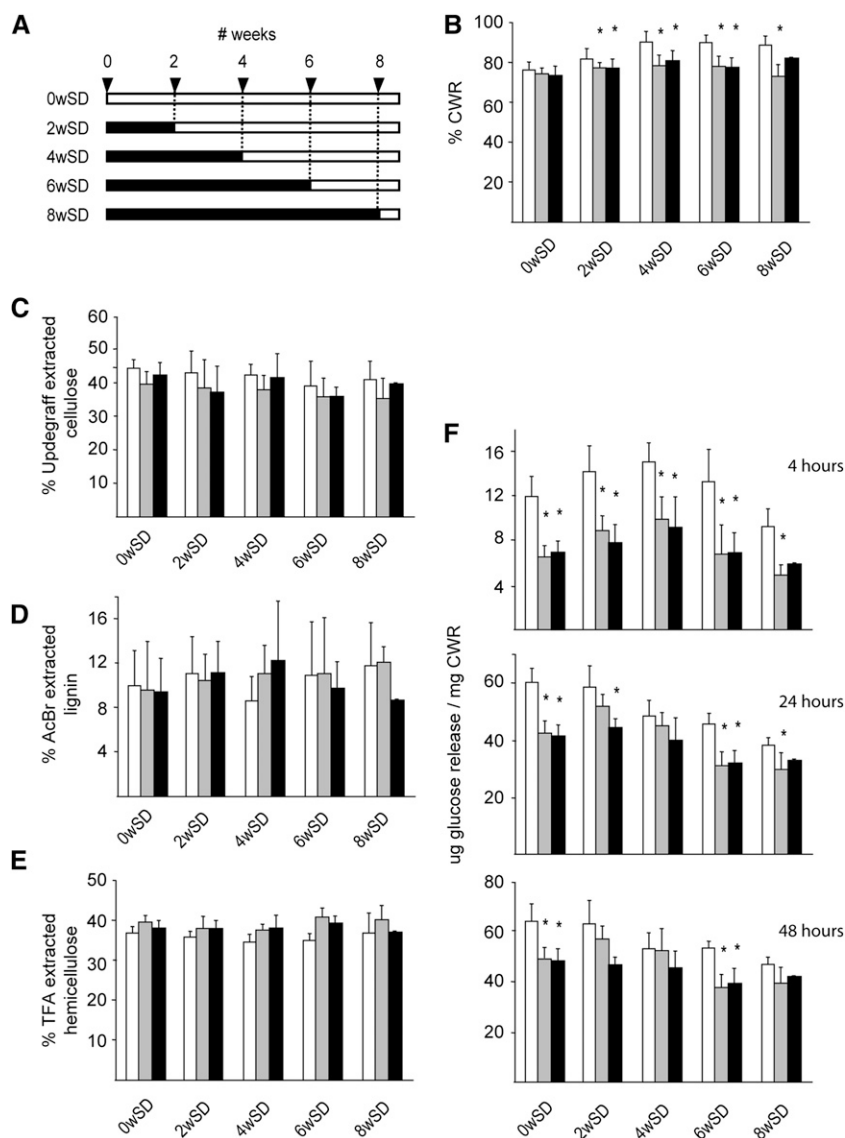 A
# weeks
0 2 4 6 8
0wSD
2wSD
4wSD
6wSD
8wSD
B
% CWR
100
80
60
40
20
* * * * * * *
0wSD 2wSD 4wSD 6wSD 8wSD
C
% Updegraff extracted
cellulose
60
50
40
30
20
10
0wSD 2wSD 4wSD 6wSD 8wSD
D
% AcBr extracted
lignin
16
12
8
4
0wSD 2wSD 4wSD 6wSD 8wSD
E
% TFA extracted
hemicellulose
50
40
30
20
10
0wSD 2wSD 4wSD 6wSD 8wSD
F
ug glucose release / mg CWR
4 hours
16
12
8
4
* * * * * * * * *
24 hours
60
40
20
* * * * * *
48 hours
80
60
40
20
* * * *
0wSD 2wSD 4wSD 6wSD 8wSD